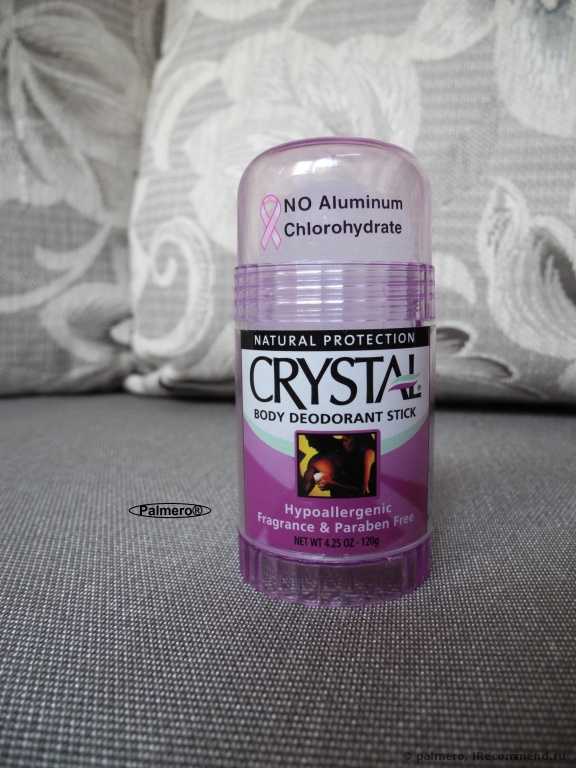 NO Aluminum
Chlorohydrate
NATURAL PROTECTION
CRYSTAL®
BODY DEODORANT STICK
Hypoallergenic
Fragrance & Paraben Free
NET WT 4.25 OZ - 120g
Palmero®
© palmero, IRecommend.ru